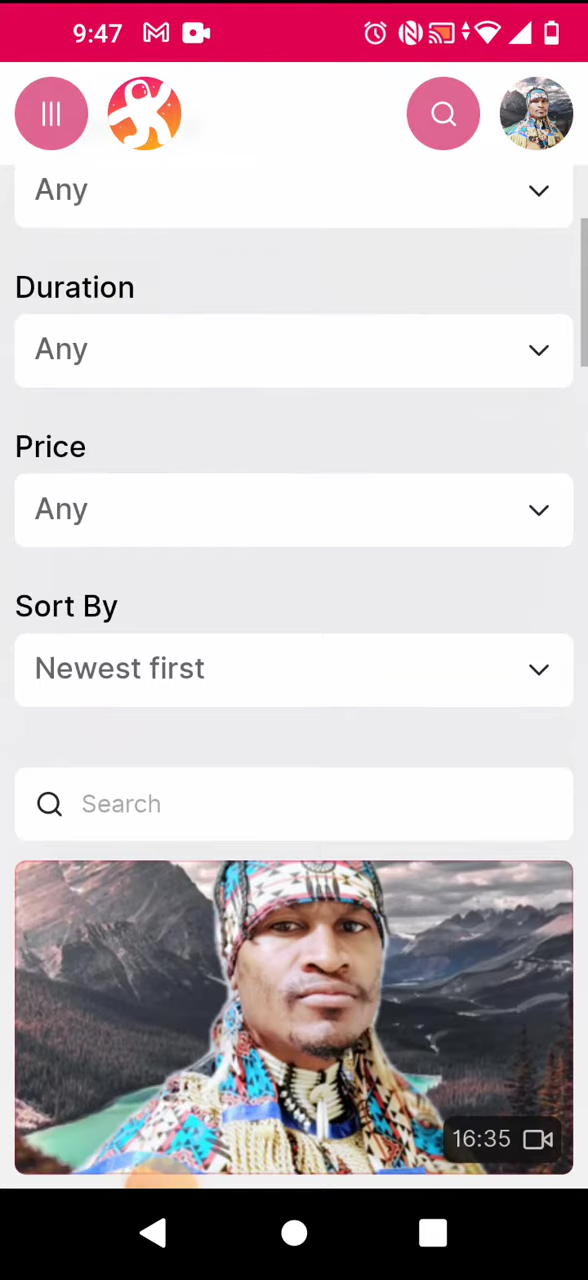 9:47
Any
Duration
Any
Price
Any
Sort By
Newest first
Search
16:35